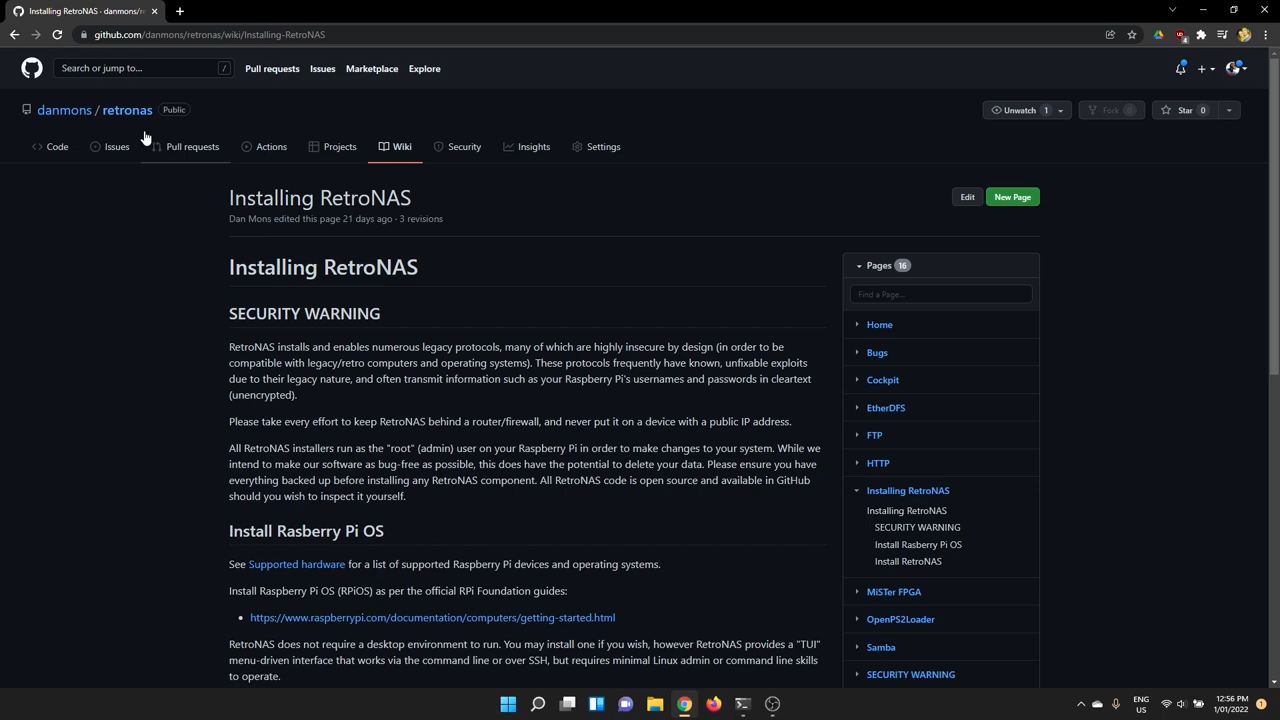 Installing RetroNAS - danmons/re
github.com/danmons/retronas/wiki/Installing-RetroNAS
4
Search or jump to...
/
Pull requests
Issues
Marketplace
Explore
danmons / retronas
Public
Unwatch 1
Fork 0
Star 0
Code
Issues
Pull requests
Actions
Projects
Wiki
Security
Insights
Settings
Installing RetroNAS
Dan Mons edited this page 21 days ago · 3 revisions
Edit
New Page
Installing RetroNAS
SECURITY WARNING
RetroNAS installs and enables numerous legacy protocols, many of which are highly insecure by design (in order to be
compatible with legacy/retro computers and operating systems). These protocols frequently have known, unfixable exploits
due to their legacy nature, and often transmit information such as your Raspberry Pi's usernames and passwords in cleartext
(unencrypted).
Please take every effort to keep RetroNAS behind a router/firewall, and never put it on a device with a public IP address.
All RetroNAS installers run as the "root" (admin) user on your Raspberry Pi in order to make changes to your system. While we
intend to make our software as bug-free as possible, this does have the potential to delete your data. Please ensure you have
everything backed up before installing any RetroNAS component. All RetroNAS code is open source and available in GitHub
should you wish to inspect it yourself.
Install Rasberry Pi OS
See Supported hardware for a list of supported Raspberry Pi devices and operating systems.
Install Raspberry Pi OS (RPiOS) as per the official RPi Foundation guides:
• https://www.raspberrypi.com/documentation/computers/getting-started.html
RetroNAS does not require a desktop environment to run. You may install one if you wish, however RetroNAS provides a "TUI"
menu-driven interface that works via the command line or over SSH, but requires minimal Linux admin or command line skills
to operate.
Pages 16
Find a Page...
Home
Bugs
Cockpit
EtherDFS
FTP
HTTP
Installing RetroNAS
Installing RetroNAS
SECURITY WARNING
Install Rasberry Pi OS
Install RetroNAS
MiSTer FPGA
OpenPS2Loader
Samba
SECURITY WARNING
ENG
US
12:56 PM
1/01/2022
1